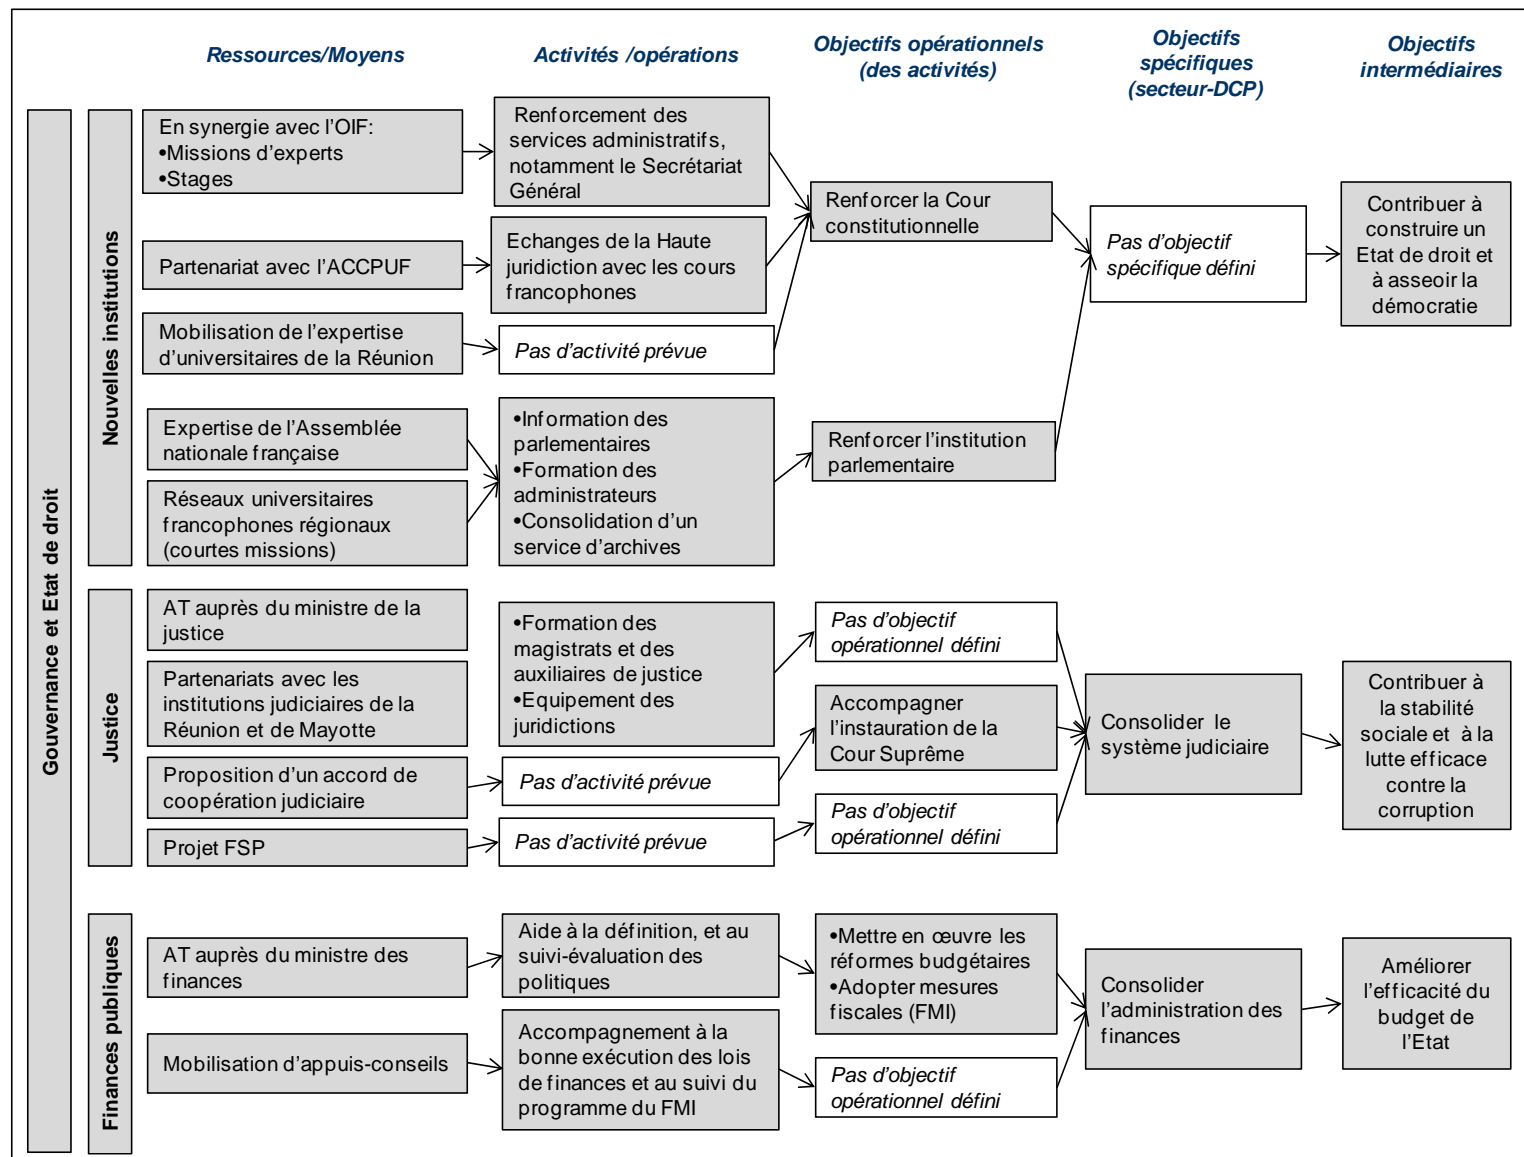 Ressources/Moyens
Activités /opérations
Objectifs opérationnels
(des activités)
Objectifs
spécifiques
(secteur-DCP)
Objectifs
intermédiaires
Gouvernance et Etat de droit
Nouvelles institutions
En synergie avec l’OIF:
•Missions d’experts
•Stages
Renforcement des
services administratifs,
notamment le Secrétariat
Général
Partenariat avec l’ACCPUF
Echanges de la Haute
juridiction avec les cours
francophones
Mobilisation de l’expertise
d’universitaires de la Réunion
Pas d’activité prévue
Renforcer la Cour
constitutionnelle
Pas d’objectif
spécifique défini
Contribuer à
construire un
Etat de droit et
à asseoir la
démocratie
Expertise de l’Assemblée
nationale française
Réseaux universitaires
francophones régionaux
(courtes missions)
•Information des
parlementaires
•Formation des
administrateurs
•Consolidation d’un
service d’archives
Renforcer l’institution
parlementaire
Justice
AT auprès du ministre de la
justice
Partenariats avec les
institutions judiciaires de la
Réunion et de Mayotte
•Formation des
magistrats et des
auxiliaires de justice
•Equipement des
juridictions
Pas d’objectif
opérationnel défini
Proposition d’un accord de
coopération judiciaire
Pas d’activité prévue
Accompagner
l’instauration de la
Cour Suprême
Projet FSP
Pas d’activité prévue
Pas d’objectif
opérationnel défini
Consolider le
système judiciaire
Contribuer à
la stabilité
sociale et à la
lutte efficace
contre la
corruption
Finances publiques
AT auprès du ministre des
finances
Aide à la définition, et au
suivi-évaluation des
politiques
•Mettre en œuvre les
réformes budgétaires
•Adopter mesures
fiscales (FMI)
Mobilisation d’appuis-conseils
Accompagnement à la
bonne exécution des lois
de finances et au suivi du
programme du FMI
Pas d’objectif
opérationnel défini
Consolider
l’administration des
finances
Améliorer
l’efficacité du
budget de
l’Etat